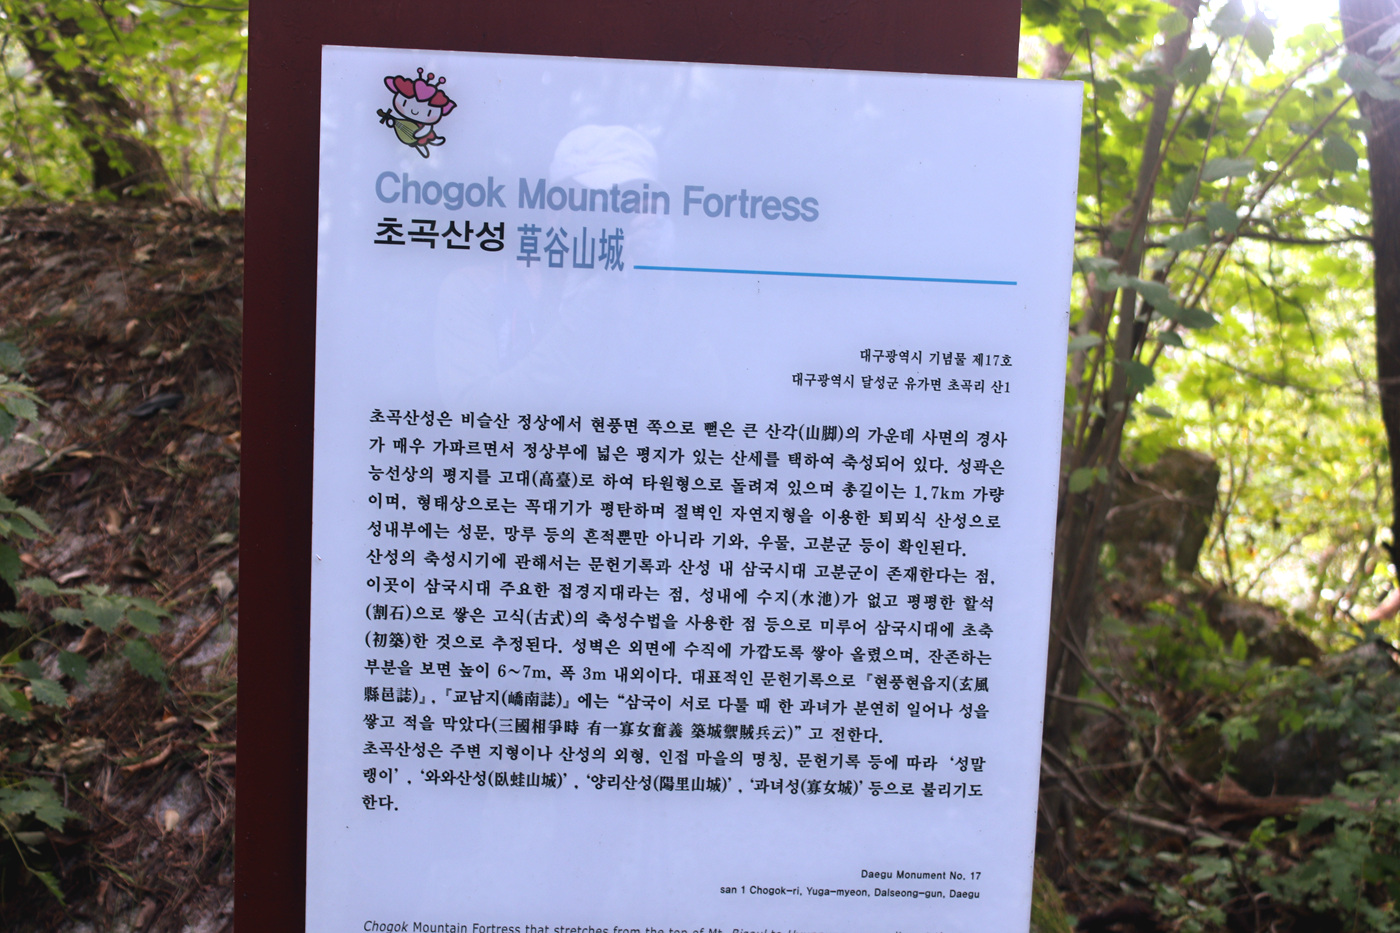 Chogok Mountain Fortress
초곡산성 草谷山城
대구광역시 기념물 제17호
대구광역시 달성군 유가면 초곡리 산1
초곡산성은 비슬산 정상에서 현풍면 쪽으로 뻗은 큰 산각(山脚)의 가운데 사면의 경사
가 매우 가파르면서 정상부에 넓은 평지가 있는 산세를 택하여 축성되어 있다. 성곽은
능선상의 평지를 고대(高臺)로 하여 타원형으로 돌려져 있으며 총길이는 1.7km 가량
이며, 형태상으로는 꼭대기가 평탄하며 절벽인 자연지형을 이용한 퇴뫼식 산성으로
성내부에는 성문, 망루 등의 흔적뿐만 아니라 기와, 우물, 고분군 등이 확인된다.
산성의 축성시기에 관해서는 문헌기록과 산성 내 삼국시대 고분군이 존재한다는 점,
이곳이 삼국시대 주요한 접경지대라는 점, 성내에 수지(水池)가 없고 평평한 할석
(割石)으로 쌓은 고식(古式)의 축성수법을 사용한 점 등으로 미루어 삼국시대에 초축
(初築)한 것으로 추정된다. 성벽은 외면에 수직에 가깝도록 쌓아 올렸으며, 잔존하는
부분을 보면 높이 6~7m, 폭 3m 내외이다. 대표적인 문헌기록으로 『현풍현읍지(玄風
縣邑誌)』, 『교남지(嶠南誌)』에는 “삼국이 서로 다툴 때 한 과녀가 분연히 일어나 성을
쌓고 적을 막았다(三國相爭時 有一寡女奮義 築城禦賊兵云)” 고 전한다.
초곡산성은 주변 지형이나 산성의 외형, 인접 마을의 명칭, 문헌기록 등에 따라 ‘성말
랭이’, ‘와와산성(臥蛙山城)’, ‘양리산성(陽里山城)’, ‘과녀성(寡女城)’ 등으로 불리기도
한다.
Daegu Monument No. 17
san 1 Chogok-ri, Yuga-myeon, Dalseong-gun, Daegu
Chogok Mountain Fortress that stretches from the top of Mt. Biseul to